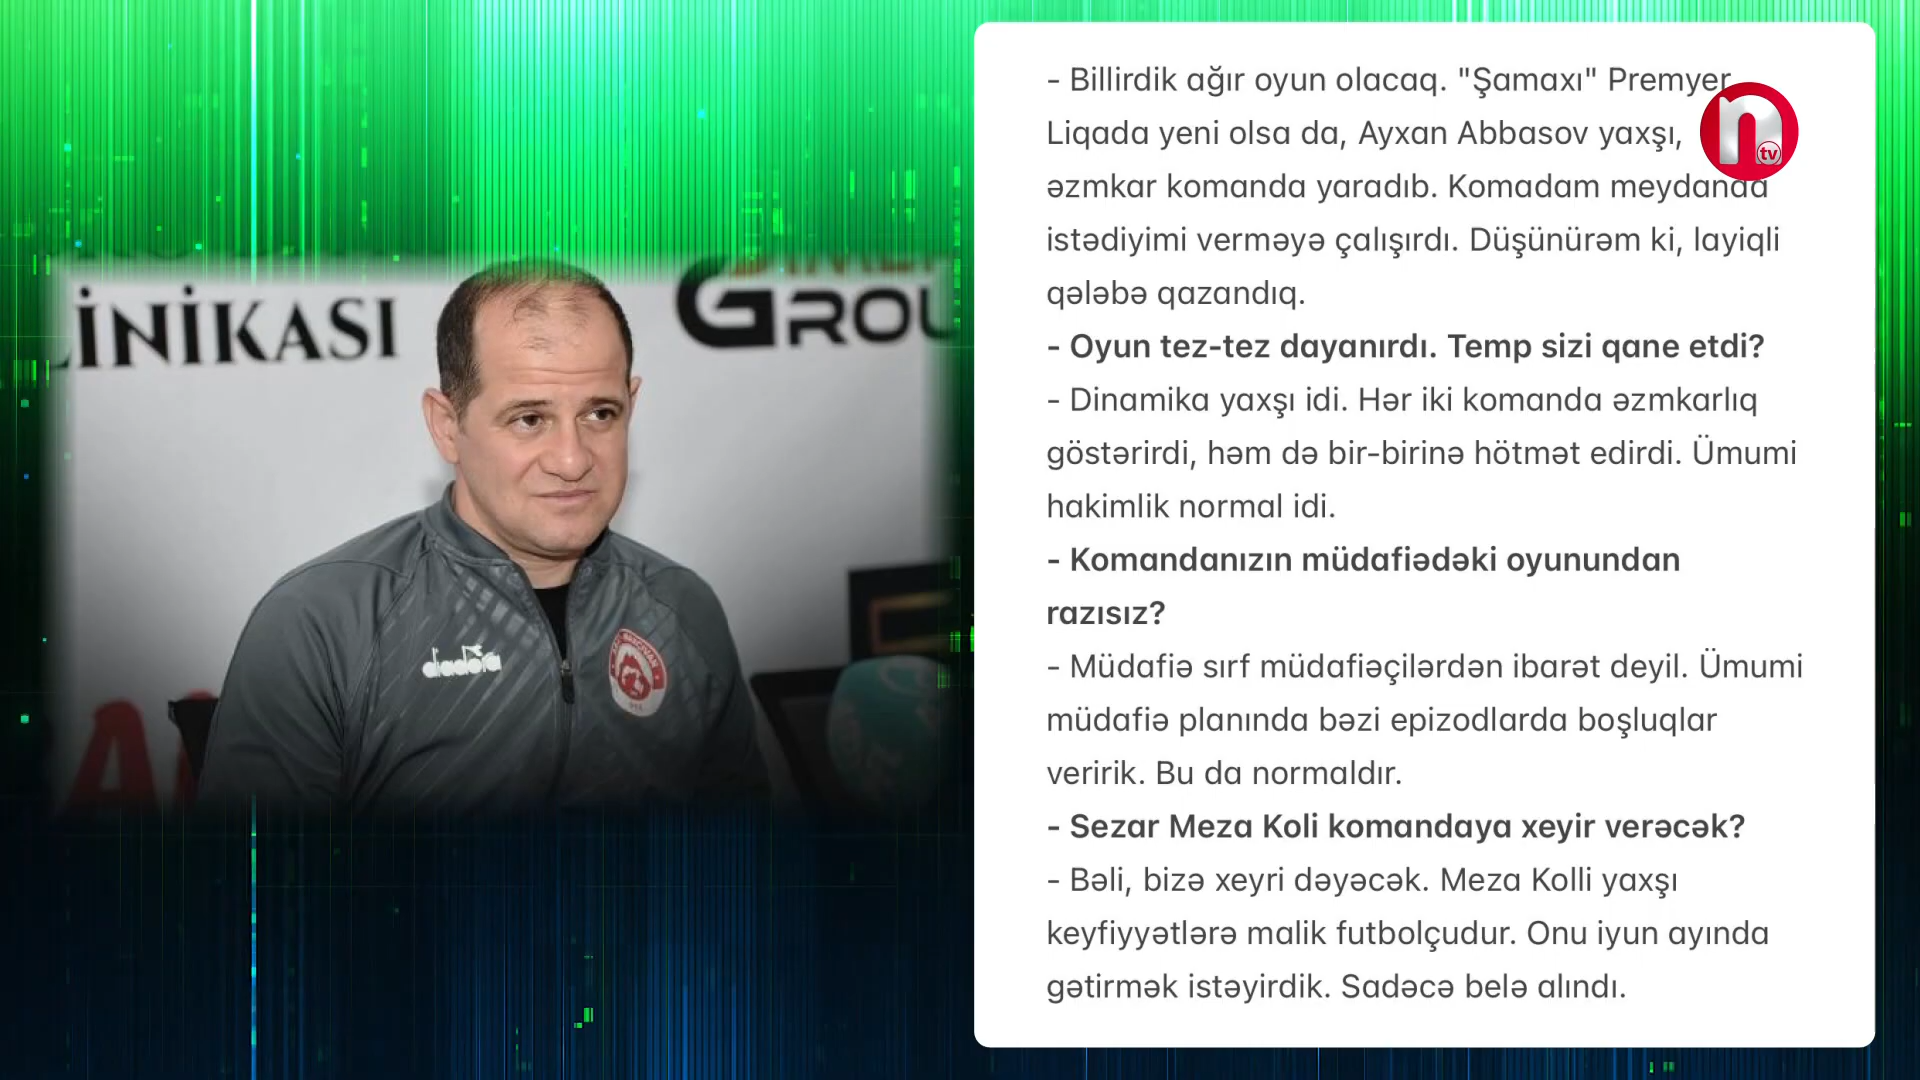 LİNİKASI
GROU
diadora
n
tv
- Billirdik ağır oyun olacaq. "Şamaxı" Premyer
Liqada yeni olsa da, Ayxan Abbasov yaxşı,
əzmkar komanda yaradıb. Komadam meydanda
istədiyimi verməyə çalışırdı. Düşünürəm ki, layiqli
qələbə qazandıq.
- Oyun tez-tez dayanırdı. Temp sizi qane etdi?
- Dinamika yaxşı idi. Hər iki komanda əzmkarlıq
göstərirdi, həm də bir-birinə hötmət edirdi. Ümumi
hakimlik normal idi.
- Komandanızın müdafiədəki oyunundan
razısız?
- Müdafiə sırf müdafiəçilərdən ibarət deyil. Ümumi
müdafiə planında bəzi epizodlarda boşluqlar
veririk. Bu da normaldır.
- Sezar Meza Koli komandaya xeyir verəcək?
- Bəli, bizə xeyri dəyəcək. Meza Kolli yaxşı
keyfiyyətlərə malik futbolçudur. Onu iyun ayında
gətirmək istəyirdik. Sadəcə belə alındı.